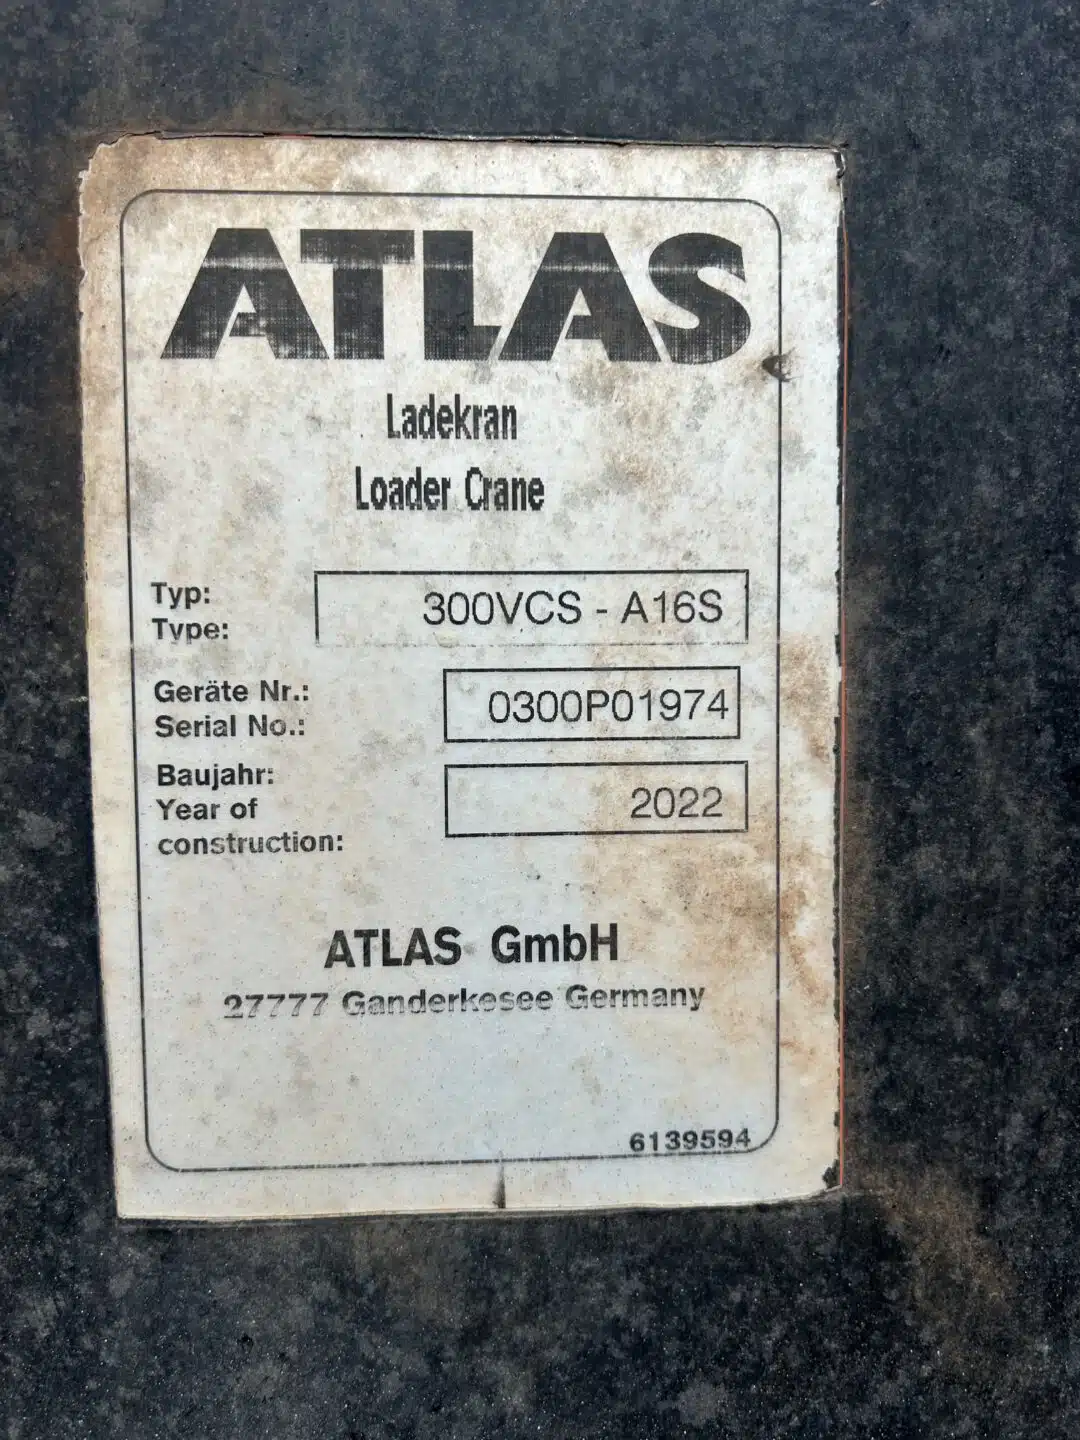 ATLAS
Ladekran
Loader Crane
Typ:
Type:
300VCS - A16S
Geräte Nr.:
Serial No.:
0300P01974
Baujahr:
Year of
construction:
2022
ATLAS GmbH
27777 Ganderkesee Germany
6139594